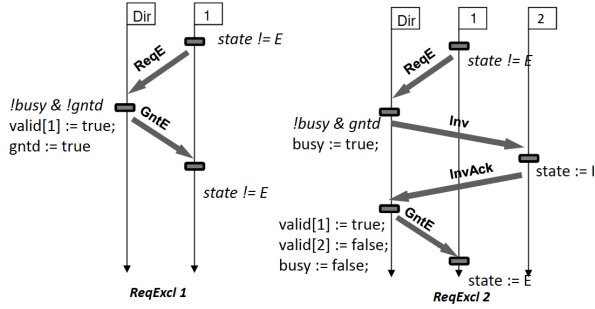 Dir
1
state != E
ReqE
!busy & !gntd
GntE
valid[1] := true;
gntd := true
state != E
ReqExcl 1
Dir
1
2
ReqE
state != E
!busy & gntd
Inv
busy := true;
InvAck
state := I
GntE
valid[1] := true;
valid[2] := false;
busy := false;
state := E
ReqExcl 2